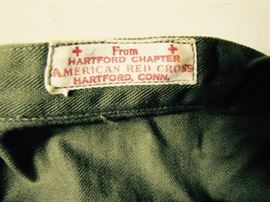 From
HARTFORD CHAPTER
AMERICAN RED CROSS
HARTFORD, CONN.